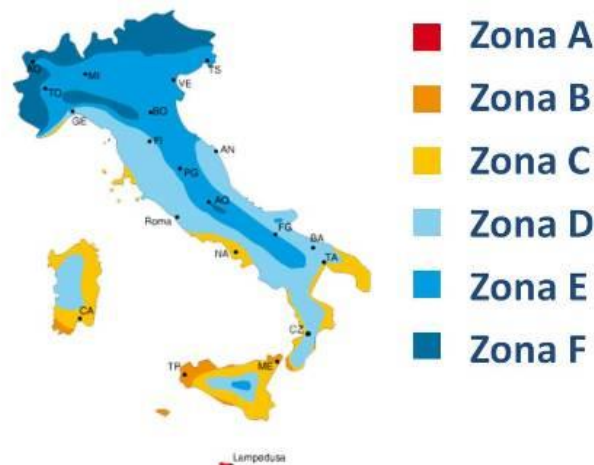 Zona A
Zona B
Zona C
Zona D
Zona E
Zona F
AO
MI
TS
TO
VE
GE
BO
FI
AN
PG
AQ
Roma
FG
BA
NA
TA
CA
CZ
TP
ME
Lampedusa